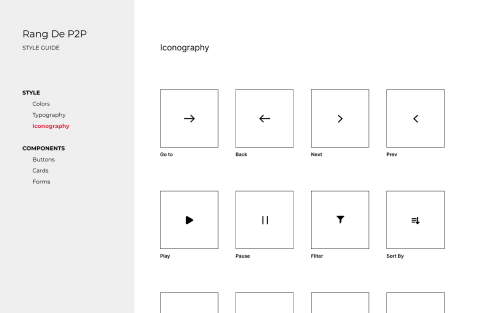 Rang De P2P
STYLE GUIDE
STYLE
Colors
Typography
Iconography
COMPONENTS
Buttons
Cards
Forms
Iconography
Go to
Back
Next
Prev
Play
Pause
Filter
Sort By